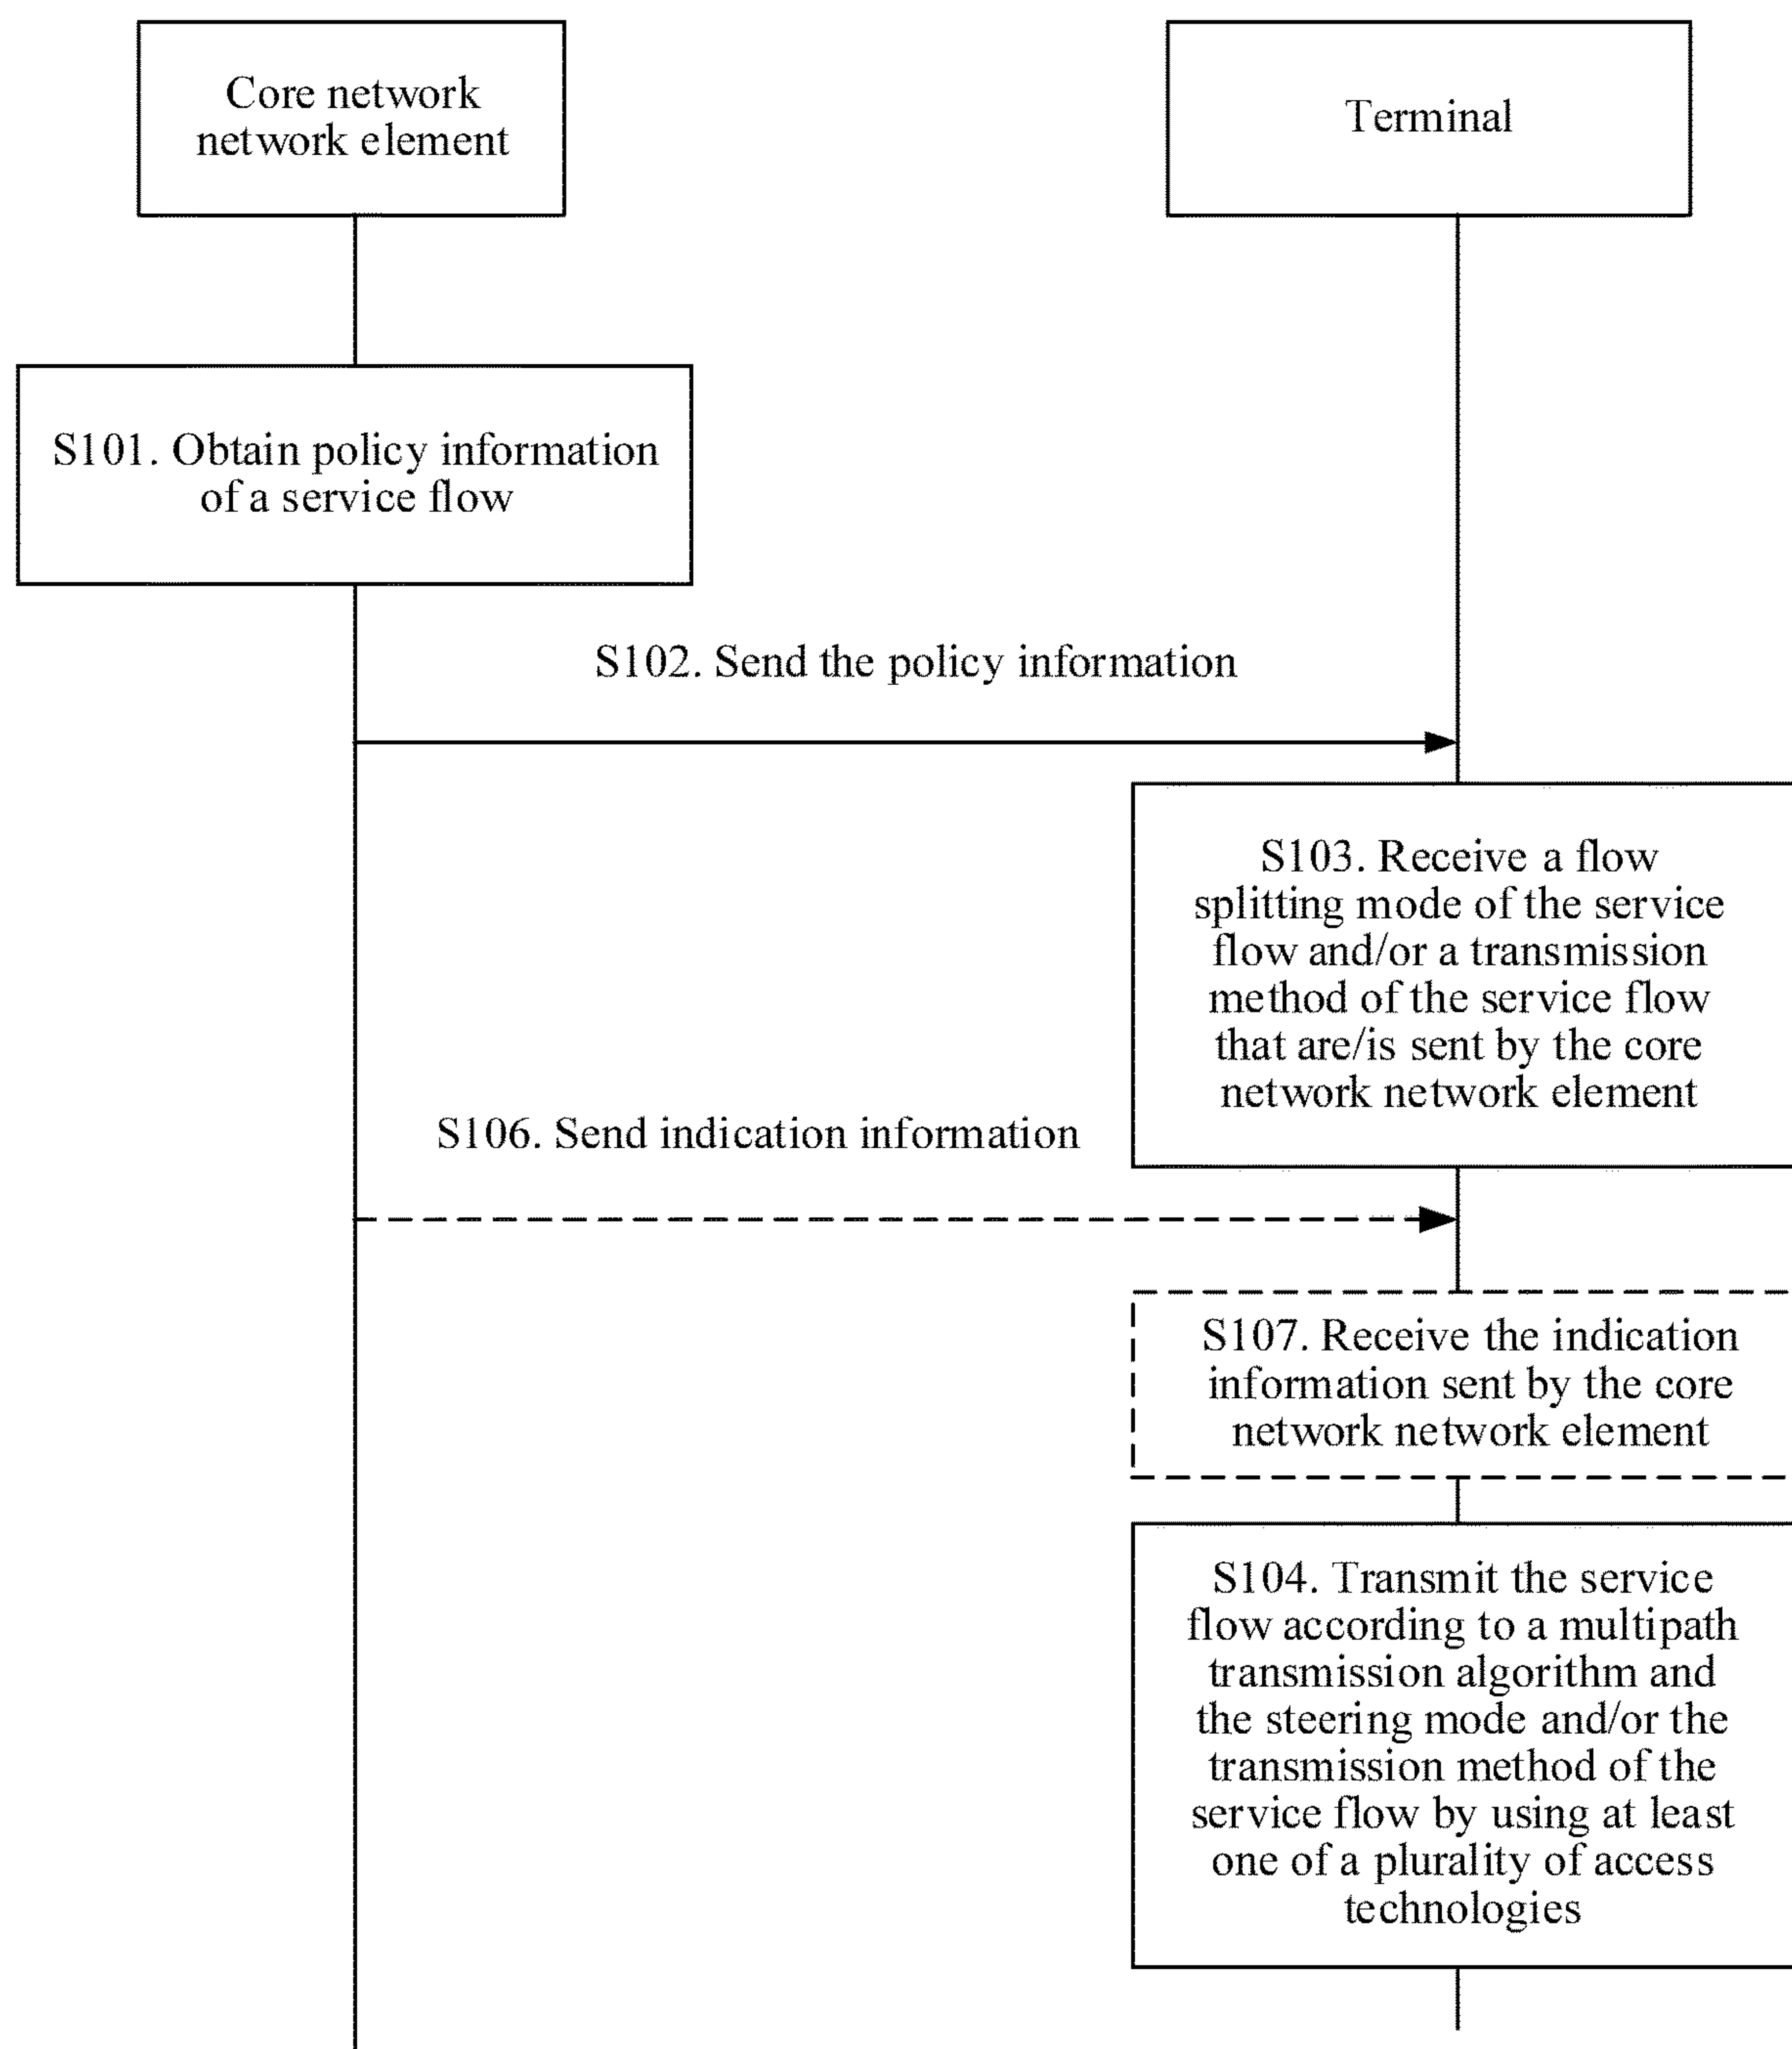 Core network
network element
Terminal
S101. Obtain policy information
of a service flow
S102. Send the policy information
S103. Receive a flow
splitting mode of the service
flow and/or a transmission
method of the service flow
that are/is sent by the core
network network element
S106. Send indication information
S107. Receive the indication
information sent by the core
network network element
S104. Transmit the service
flow according to a multipath
transmission algorithm and
the steering mode and/or the
transmission method of the
service flow by using at least
one of a plurality of access
technologies